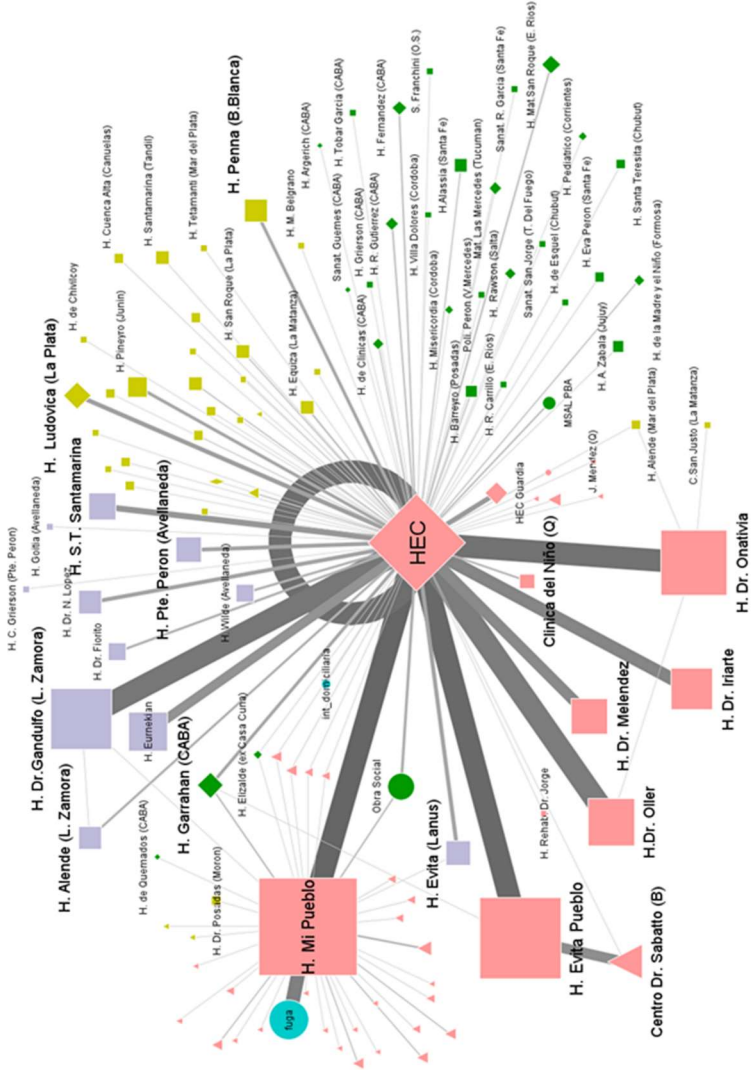 H. Cuenca Alta (Canuelas)
H. Santamarina (Tandil)
H. Tetamanti (Mar del Plata)
H. Penna (B.Blanca)
H. M. Belgrano
H. Argerich (CABA)
H. Tobar Garcia (CABA)
H. Fernandez (CABA)
S. Franchini (O.S.)
Sanat. R. Garcia (Santa Fe)
H. Mat.San Roque (E. Rios)
H. de Chivilcoy
H. Pineyro (Junin)
H. San Roque (La Plata)
H. Equiza (La Matanza)
Sanat. Guemes (CABA)
H. Grierson (CABA)
H. R. Gutierrez (CABA)
H. de Clinicas (CABA)
H. Villa Dolores (Cordoba)
H.Alassia (Santa Fe)
H. Misericordia (Cordoba)
Poli. Peron (V.Mercedes)
Mat. Las Mercedes (Tucuman)
H. Rawson (Salta)
Sanat. San Jorge (T. Del Fuego)
H. Pediatrico (Corrientes)
H. de Esquel (Chubut)
H. Eva Peron (Santa Fe)
H. Santa Teresita (Chubut)
H. Barreyro (Posadas)
H. R. Carrillo (E. Rios)
MSAL PBA
H. A. Zabala (Jujuy)
H. de la Madre y el Niño (Formosa)
H. Ludovica (La Plata)
H. S.T. Santamarina
H. Pte. Peron (Avellaneda)
H. Goitia (Avellaneda)
H. C. Grierson (Pte. Peron)
H. Dr. N. Lopez
H. Dr. Fiorito
H. Wilde (Avellaneda)
HEC
HEC Guardia
J. Mendez (Q)
H. Alende (Mar del Plata)
C.San Justo (La Matanza)
H. Dr.Gandulfo (L. Zamora)
H. Eurnekian
H. Alende (L. Zamora)
H. Garrahan (CABA)
H. Elizalde (ex Casa Cuna)
int_domiciliaria
Clinica del Niño (Q)
H. Dr. Onativia
H. Dr. Iriarte
H. Dr. Melendez
H. de Quemados (CABA)
H. Dr. Posadas (Moron)
Obra Social
H. Evita (Lanus)
H. Rehab. Dr. Jorge
H.Dr. Oller
H. Mi Pueblo
H. Evita Pueblo
Centro Dr. Sabatto (B)
fuga